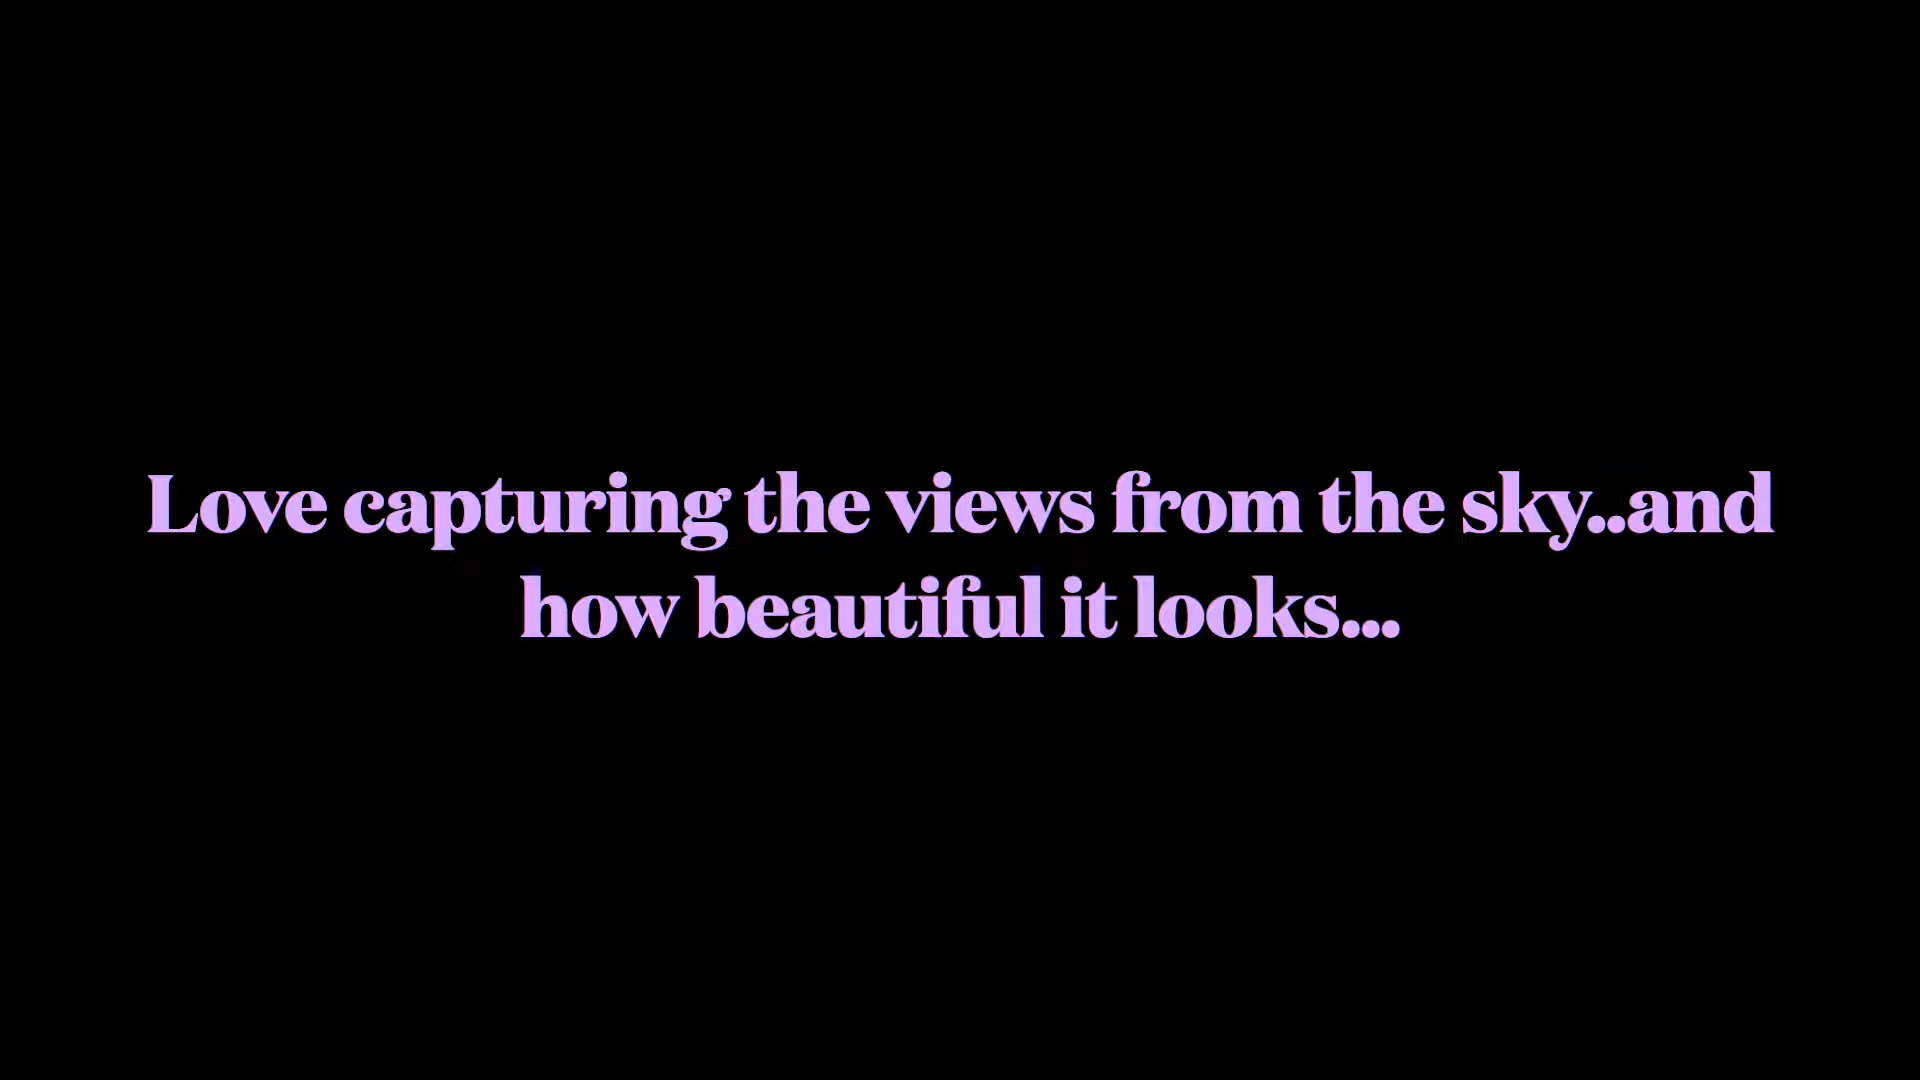 Love capturing the views from the sky..and
how beautiful it looks...